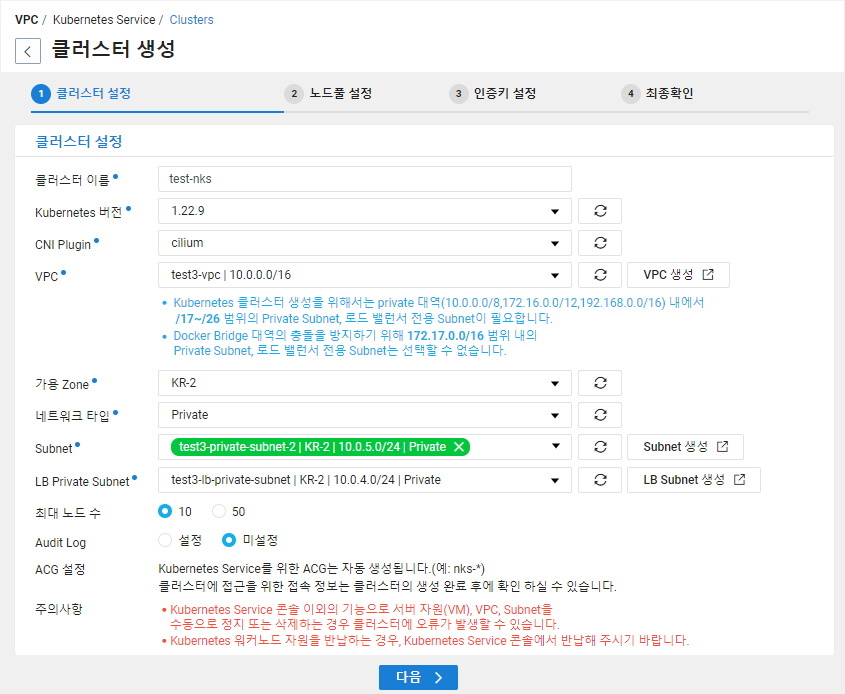 VPC / Kubernetes Service / Clusters
클러스터 생성
1 클러스터 설정 2 노드풀 설정 3 인증키 설정 4 최종확인
클러스터 설정
클러스터 이름 test-nks
Kubernetes 버전 1.22.9
CNI Plugin cilium
VPC test3-vpc | 10.0.0.0/16 VPC 생성
• Kubernetes 클러스터 생성을 위해서는 private 대역(10.0.0.0/8,172.16.0.0/12,192.168.0.0/16) 내에서
/17~/26 범위의 Private Subnet, 로드 밸런서 전용 Subnet이 필요합니다.
• Docker Bridge 대역의 충돌을 방지하기 위해 172.17.0.0/16 범위 내의
Private Subnet, 로드 밸런서 전용 Subnet는 선택할 수 없습니다.
가용 Zone KR-2
네트워크 타입 Private
Subnet test3-private-subnet-2 | KR-2 | 10.0.5.0/24 | Private Subnet 생성
LB Private Subnet test3-lb-private-subnet | KR-2 | 10.0.4.0/24 | Private LB Subnet 생성
최대 노드 수 10 50
Audit Log 설정 미설정
ACG 설정 Kubernetes Service를 위한 ACG는 자동 생성됩니다.(예: nks-*)
클러스터에 접근을 위한 접속 정보는 클러스터의 생성 완료 후에 확인 하실 수 있습니다.
주의사항 • Kubernetes Service 콘솔 이외의 기능으로 서버 자원(VM), VPC, Subnet을
수동으로 정지 또는 삭제하는 경우 클러스터에 오류가 발생할 수 있습니다.
• Kubernetes 워커노드 자원을 반납하는 경우, Kubernetes Service 콘솔에서 반납해 주시기 바랍니다.
다음